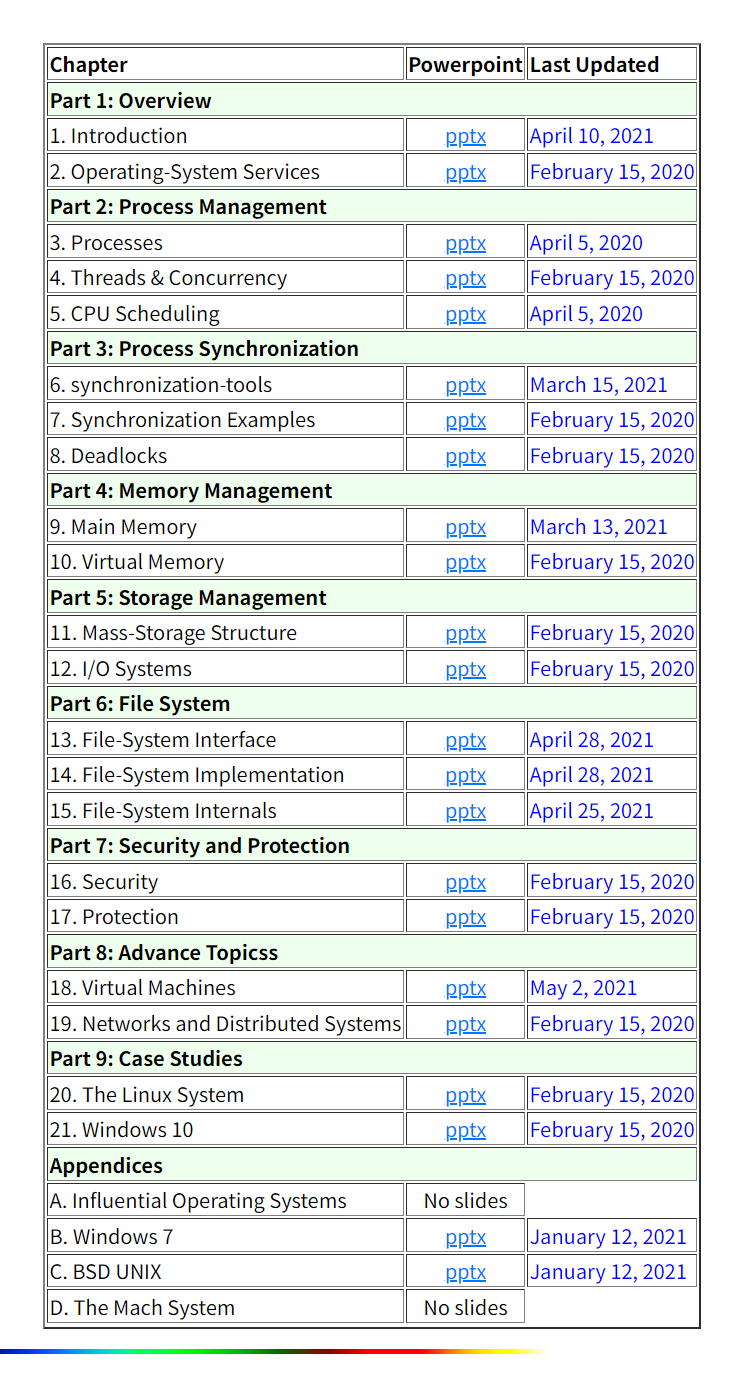 Chapter Powerpoint Last Updated
Part 1: Overview
1. Introduction pptx April 10, 2021
2. Operating-System Services pptx February 15, 2020
Part 2: Process Management
3. Processes pptx April 5, 2020
4. Threads & Concurrency pptx February 15, 2020
5. CPU Scheduling pptx April 5, 2020
Part 3: Process Synchronization
6. synchronization-tools pptx March 15, 2021
7. Synchronization Examples pptx February 15, 2020
8. Deadlocks pptx February 15, 2020
Part 4: Memory Management
9. Main Memory pptx March 13, 2021
10. Virtual Memory pptx February 15, 2020
Part 5: Storage Management
11. Mass-Storage Structure pptx February 15, 2020
12. I/O Systems pptx February 15, 2020
Part 6: File System
13. File-System Interface pptx April 28, 2021
14. File-System Implementation pptx April 28, 2021
15. File-System Internals pptx April 25, 2021
Part 7: Security and Protection
16. Security pptx February 15, 2020
17. Protection pptx February 15, 2020
Part 8: Advance Topicss
18. Virtual Machines pptx May 2, 2021
19. Networks and Distributed Systems pptx February 15, 2020
Part 9: Case Studies
20. The Linux System pptx February 15, 2020
21. Windows 10 pptx February 15, 2020
Appendices
A. Influential Operating Systems No slides
B. Windows 7 pptx January 12, 2021
C. BSD UNIX pptx January 12, 2021
D. The Mach System No slides